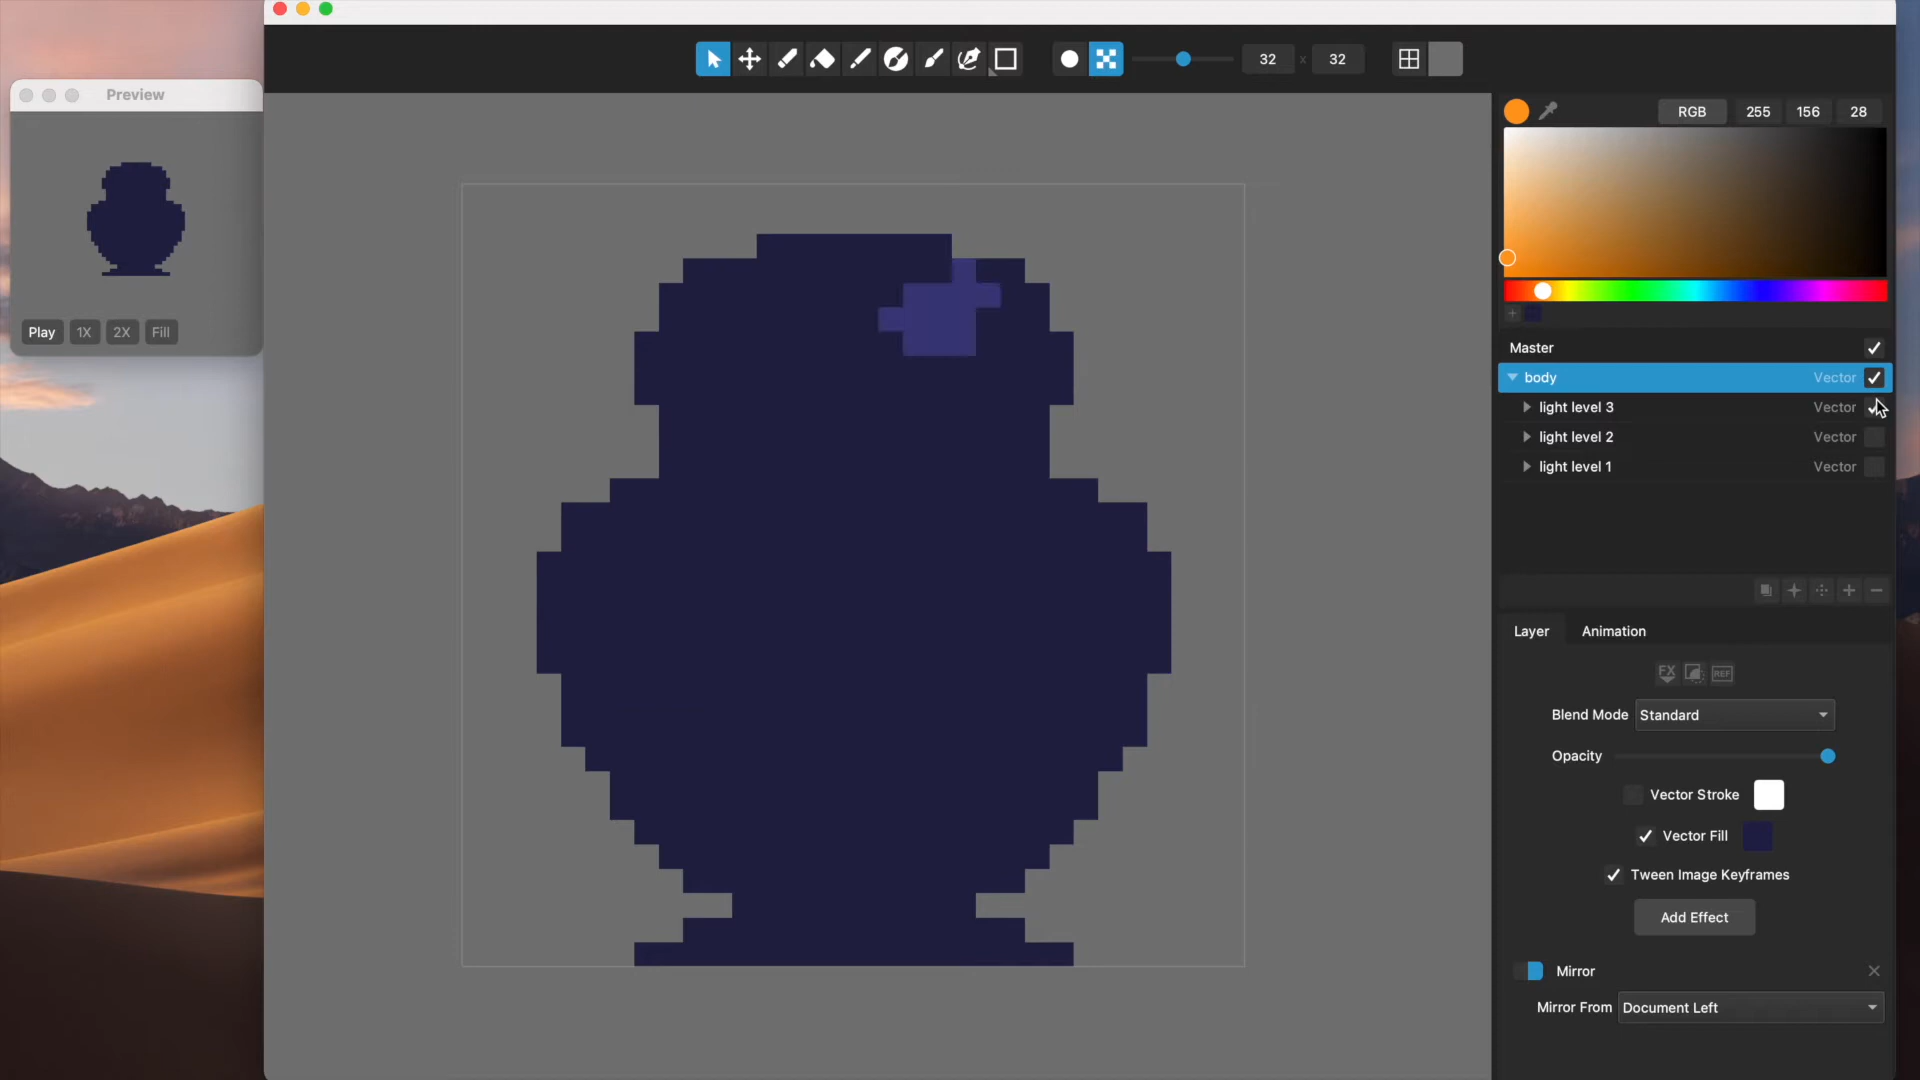 32 x 32
Preview
RGB 255 156 28
Play 1X 2X Fill
Master
body Vector
light level 3 Vector
light level 2 Vector
light level 1 Vector
Layer Animation
FX REF
Blend Mode Standard
Opacity
Vector Stroke
Vector Fill
Tween Image Keyframes
Add Effect
Mirror
Mirror From Document Left